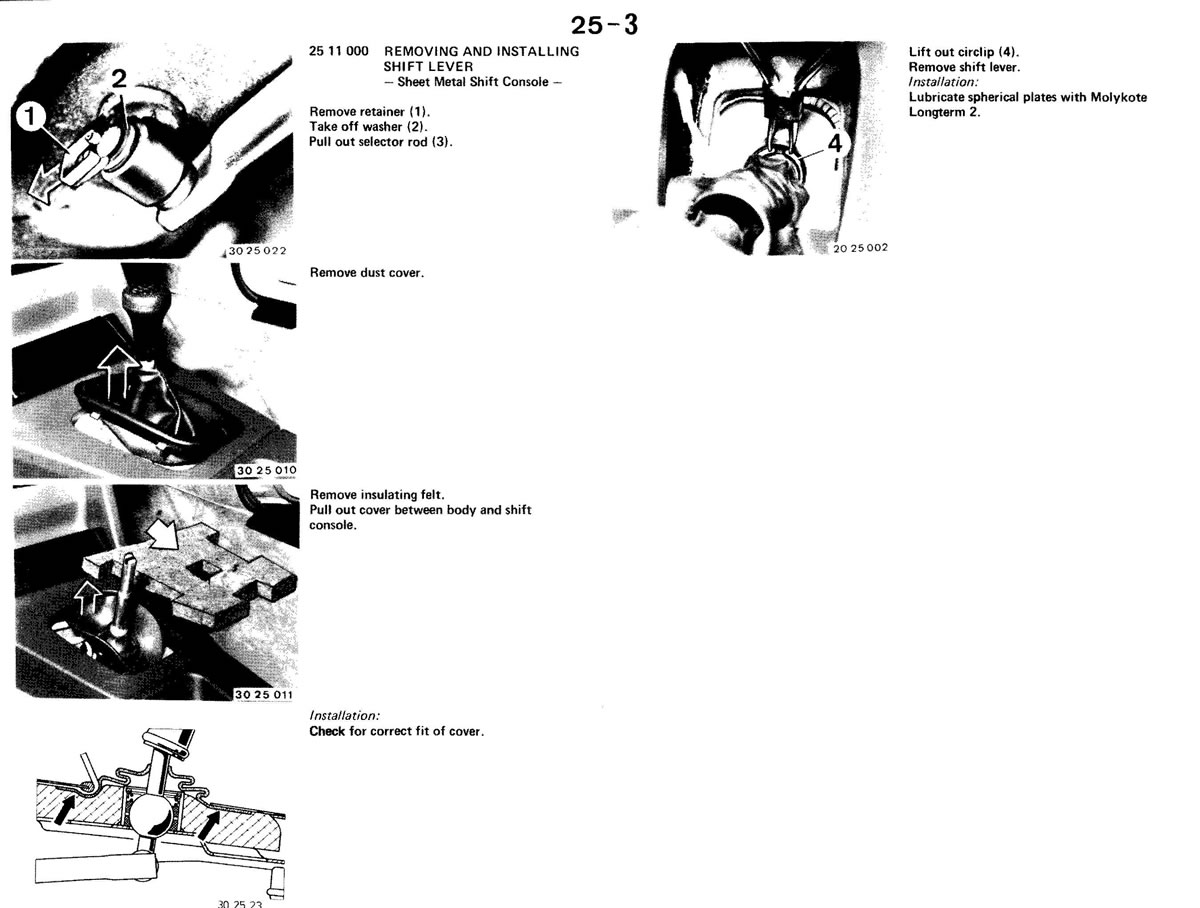 25-3
25 11 000 REMOVING AND INSTALLING
SHIFT LEVER
– Sheet Metal Shift Console –
Remove retainer (1).
Take off washer (2).
Pull out selector rod (3).
1
2
30 25 022
Remove dust cover.
30 25 010
Remove insulating felt.
Pull out cover between body and shift
console.
30 25 011
Installation:
Check for correct fit of cover.
30 25 23
Lift out circlip (4).
Remove shift lever.
Installation:
Lubricate spherical plates with Molykote
Longterm 2.
4
20 25 002